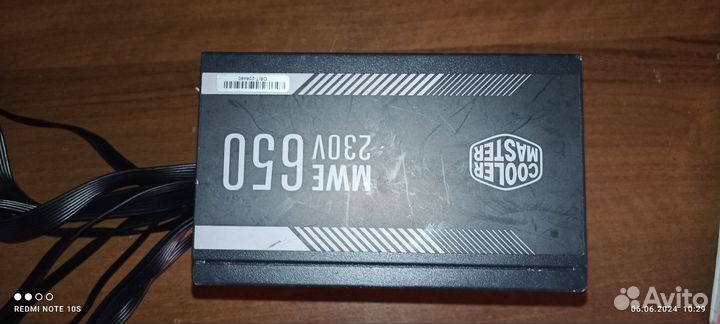 COOLER
MASTER
MWE 650
230V
REDMI NOTE 10S
Avito
06.06.2024 10:29